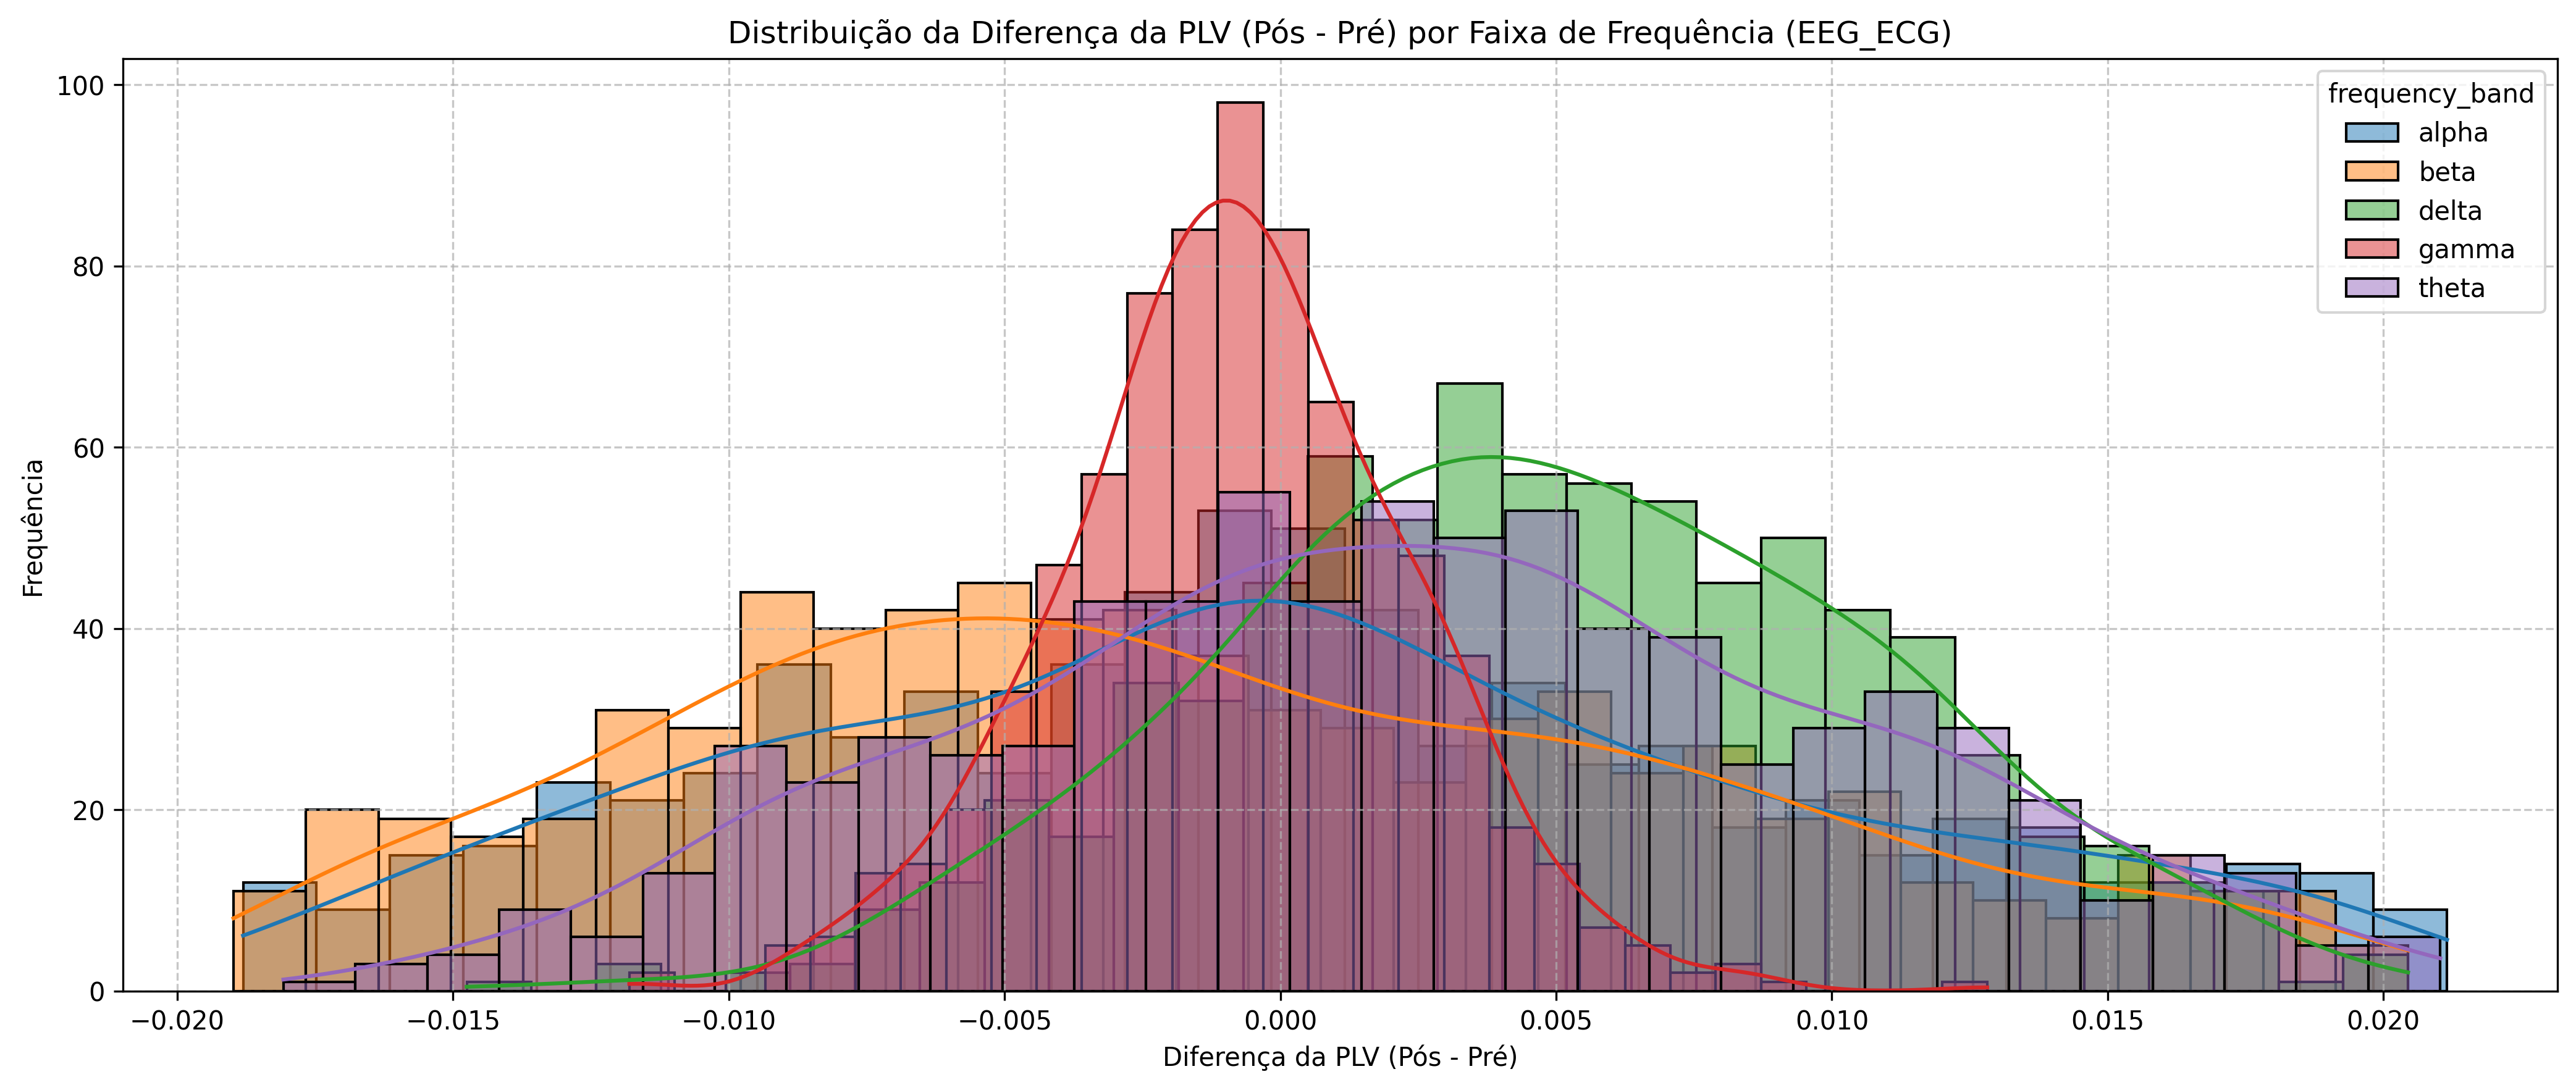 Distribuição da Diferença da PLV (Pós - Pré) por Faixa de Frequência (EEG_ECG)
frequency_band
alpha
beta
delta
gamma
theta
Frequência
100
80
60
40
20
0
−0.020
−0.015
−0.010
−0.005
0.000
0.005
0.010
0.015
0.020
Diferença da PLV (Pós - Pré)